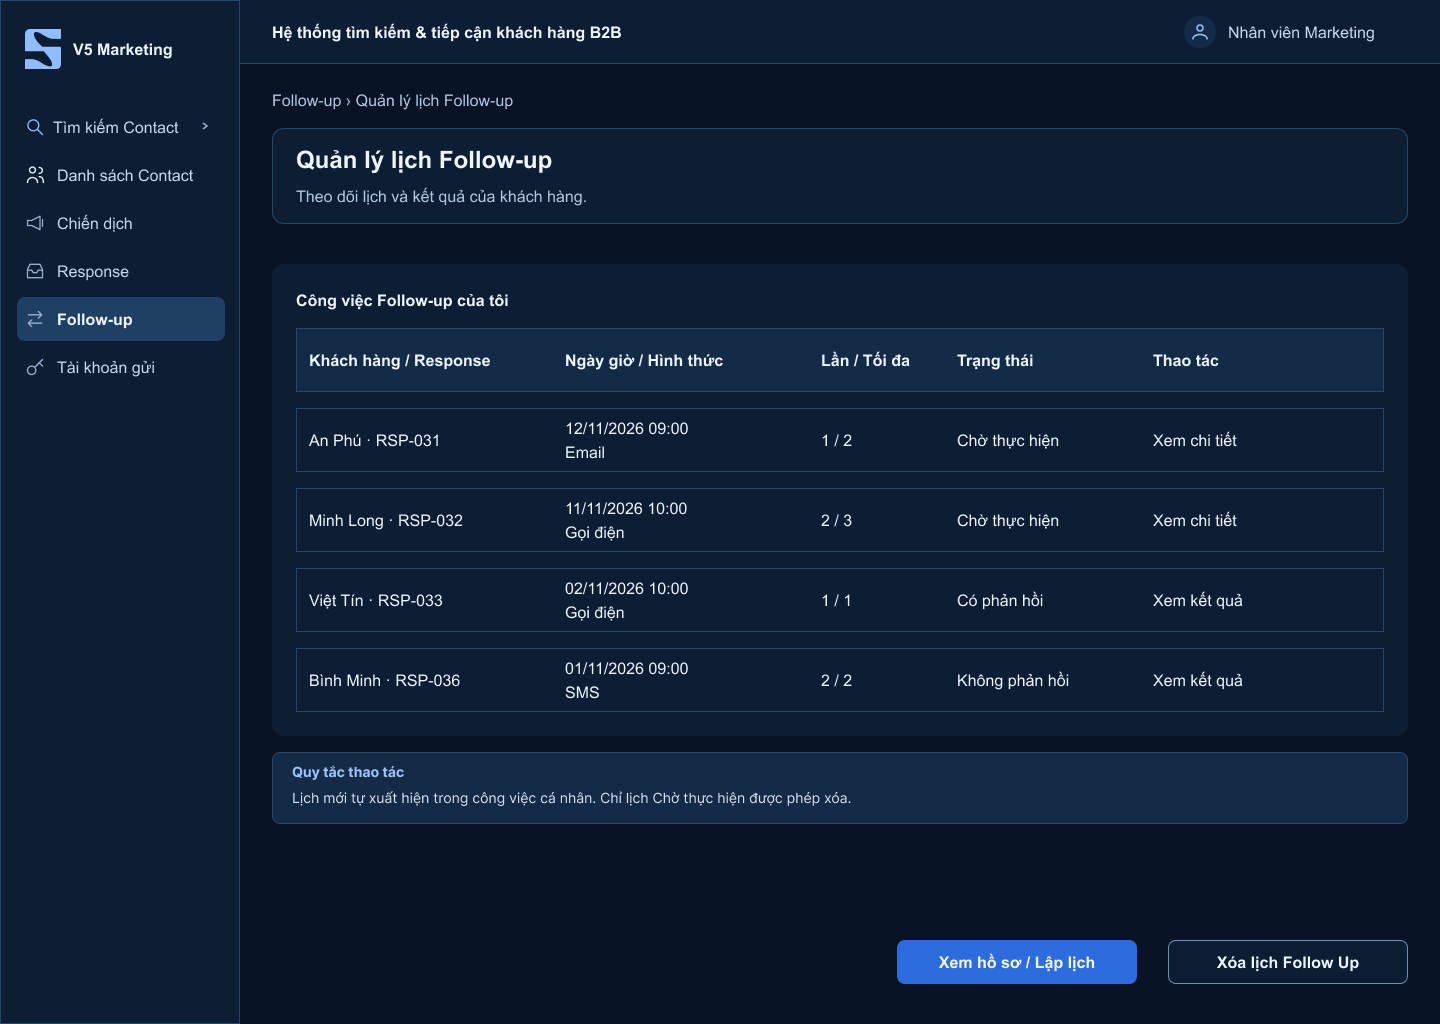 V5 Marketing
Hệ thống tìm kiếm & tiếp cận khách hàng B2B
Nhân viên Marketing
Tìm kiếm Contact
Danh sách Contact
Chiến dịch
Response
Follow-up
Tài khoản gửi
Follow-up › Quản lý lịch Follow-up
Quản lý lịch Follow-up
Theo dõi lịch và kết quả của khách hàng.
Công việc Follow-up của tôi
Khách hàng / Response Ngày giờ / Hình thức Lần / Tối đa Trạng thái Thao tác
An Phú · RSP-031 12/11/2026 09:00 Email 1 / 2 Chờ thực hiện Xem chi tiết
Minh Long · RSP-032 11/11/2026 10:00 Gọi điện 2 / 3 Chờ thực hiện Xem chi tiết
Việt Tín · RSP-033 02/11/2026 10:00 Gọi điện 1 / 1 Có phản hồi Xem kết quả
Bình Minh · RSP-036 01/11/2026 09:00 SMS 2 / 2 Không phản hồi Xem kết quả
Quy tắc thao tác
Lịch mới tự xuất hiện trong công việc cá nhân. Chỉ lịch Chờ thực hiện được phép xóa.
Xem hồ sơ / Lập lịch
Xóa lịch Follow Up